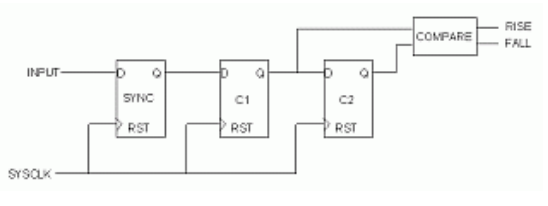 RISE
COMPARE
FALL
INPUT
D Q
D Q
D Q
SYNC
C1
C2
RST
RST
RST
SYSCLK